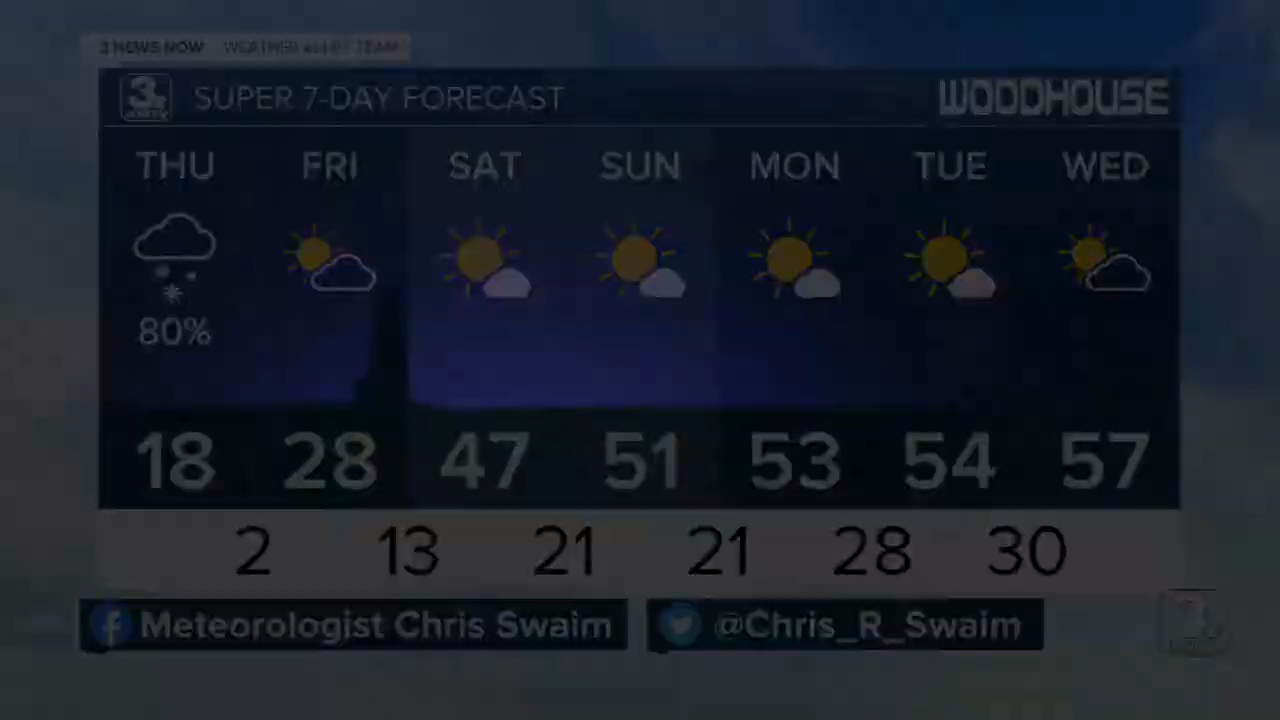 3 NEWS NOW WEATHER ALERT TEAM
3 SUPER 7-DAY FORECAST WOODHOUSE
THU FRI SAT SUN MON TUE WED
80%
18 28 47 51 53 54 57
2 13 21 21 28 30
Meteorologist Chris Swaim @Chris_R_Swaim